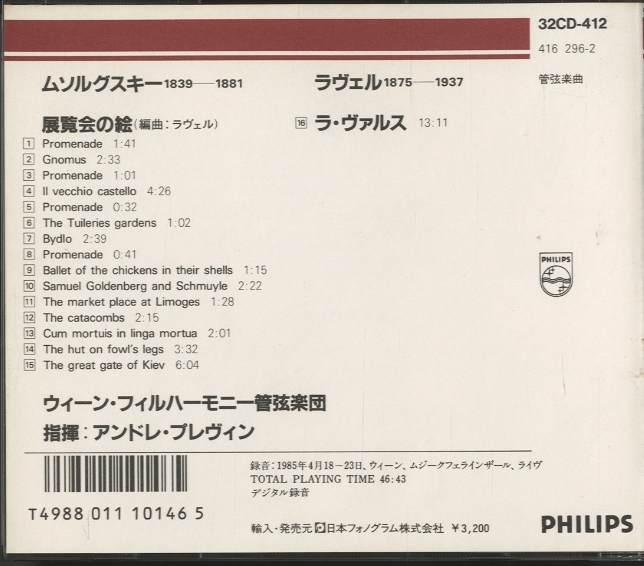 32CD-412
416 296-2
管弦楽曲
ムソルグスキー1839——1881
展覧会の絵(編曲:ラヴェル)
1 Promenade 1:41
2 Gnomus 2:33
3 Promenade 1:01
4 Il vecchio castello 4:26
5 Promenade 0:32
6 The Tuileries gardens 1:02
7 Bydlo 2:39
8 Promenade 0:41
9 Ballet of the chickens in their shells 1:15
10 Samuel Goldenberg and Schmuyle 2:22
11 The market place at Limoges 1:28
12 The catacombs 2:15
13 Cum mortuis in linga mortua 2:01
14 The hut on fowl's legs 3:32
15 The great gate of Kiev 6:04
ラヴェル1875——1937
16 ラ・ヴァルス 13:11
PHILIPS
ウィーン・フィルハーモニー管弦楽団
指揮:アンドレ・プレヴィン
録音:1985年4月18〜23日、ウィーン、ムジークフェラインザール、ライヴ
TOTAL PLAYING TIME 46:43
デジタル録音
T4988 011 10146 5
輸入・発売元 日本フォノグラム株式会社 ¥3,200
PHILIPS